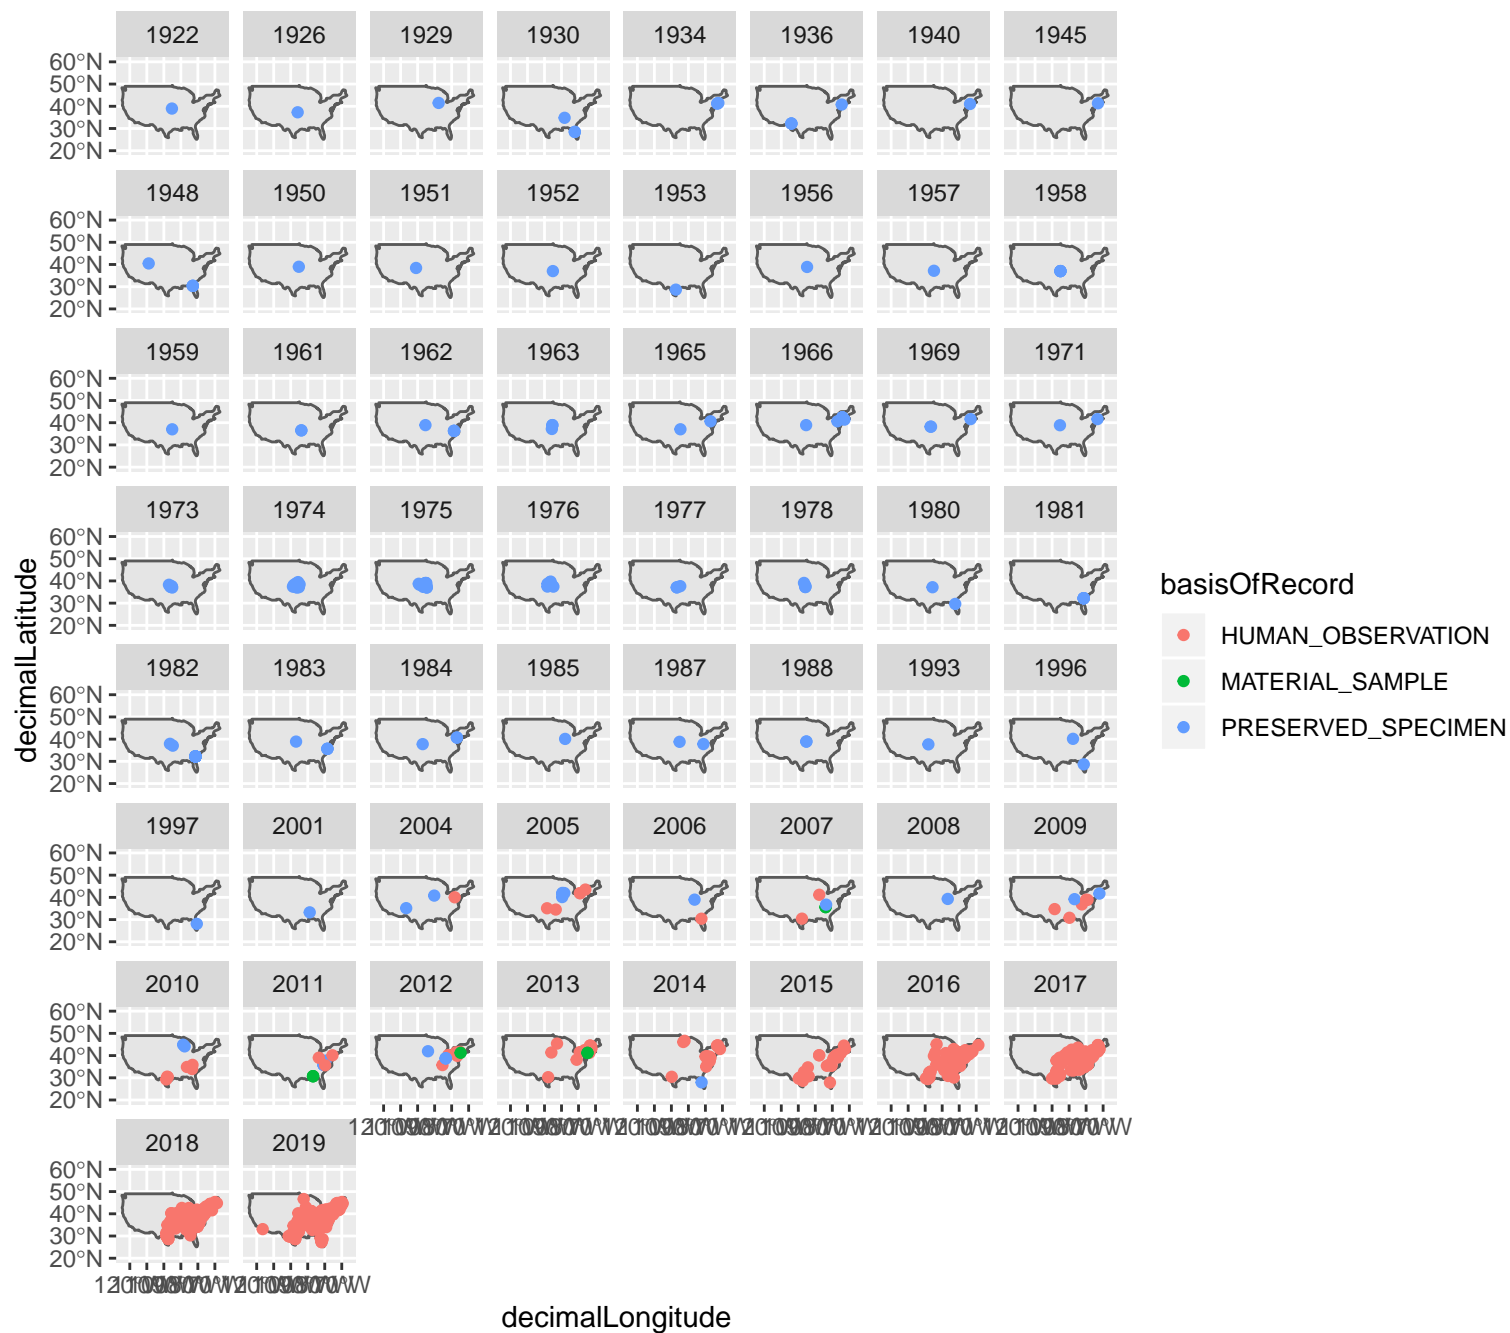 1922 1926 1929 1930 1934 1936 1940 1945
60°N
50°N
40°N
30°N
20°N
1948 1950 1951 1952 1953 1956 1957 1958
60°N
50°N
40°N
30°N
20°N
1959 1961 1962 1963 1965 1966 1969 1971
60°N
50°N
40°N
30°N
20°N
1973 1974 1975 1976 1977 1978 1980 1981
60°N
50°N
40°N
30°N
20°N
decimalLatitude
basisOfRecord
HUMAN_OBSERVATION
MATERIAL_SAMPLE
PRESERVED_SPECIMEN
1982 1983 1984 1985 1987 1988 1993 1996
60°N
50°N
40°N
30°N
20°N
1997 2001 2004 2005 2006 2007 2008 2009
60°N
50°N
40°N
30°N
20°N
2010 2011 2012 2013 2014 2015 2016 2017
60°N
50°N
40°N
30°N
20°N
2018 2019
60°N
50°N
40°N
30°N
20°N
decimalLongitude